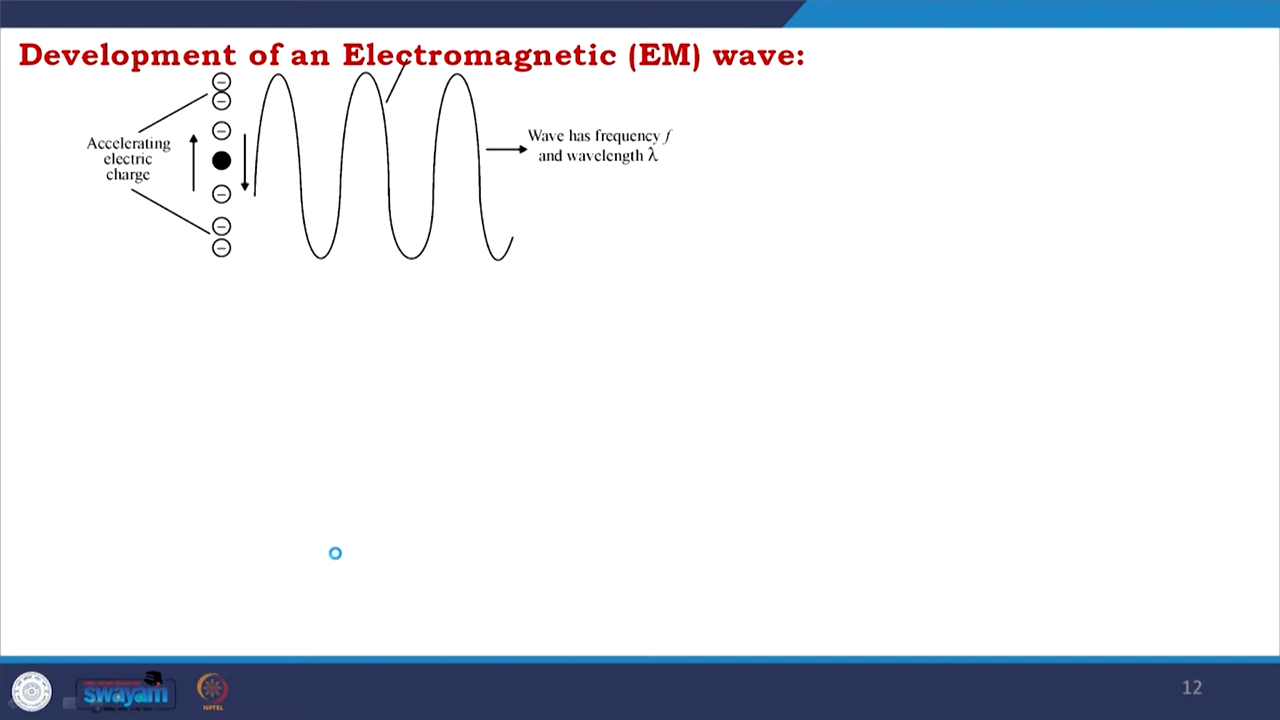 Development of an Electromagnetic (EM) wave:
Accelerating
electric
charge
Wave has frequency f
and wavelength λ
swayam
NPTEL
12